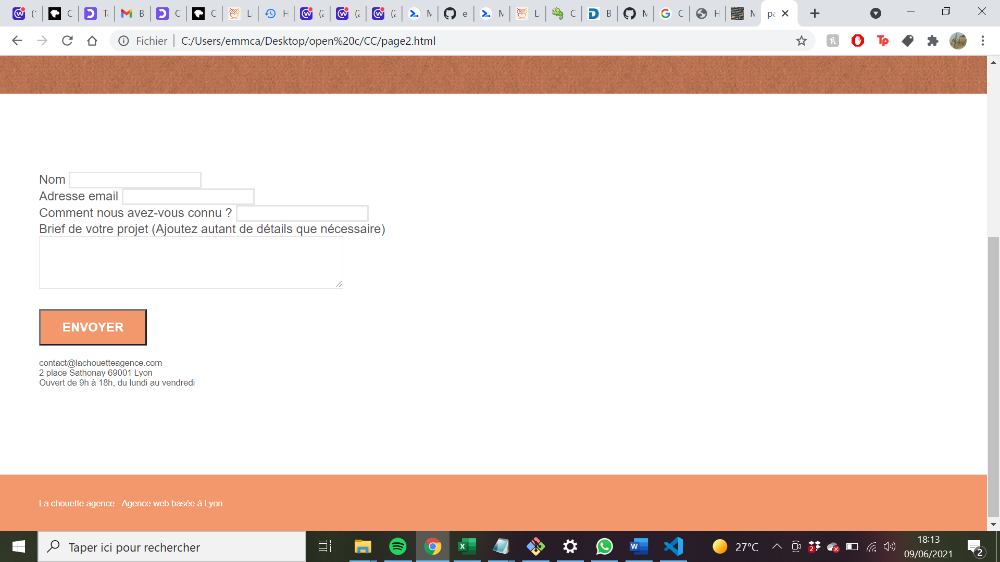 Fichier C:/Users/emmca/Desktop/open%20c/CC/page2.html
Nom
Adresse email
Comment nous avez-vous connu ?
Brief de votre projet (Ajoutez autant de détails que nécessaire)
ENVOYER
contact@lachouetteagence.com
2 place Sathonay 69001 Lyon
Ouvert de 9h à 18h, du lundi au vendredi
La chouette agence - Agence web basée à Lyon.
Taper ici pour rechercher
27°C
18:13
09/06/2021
2